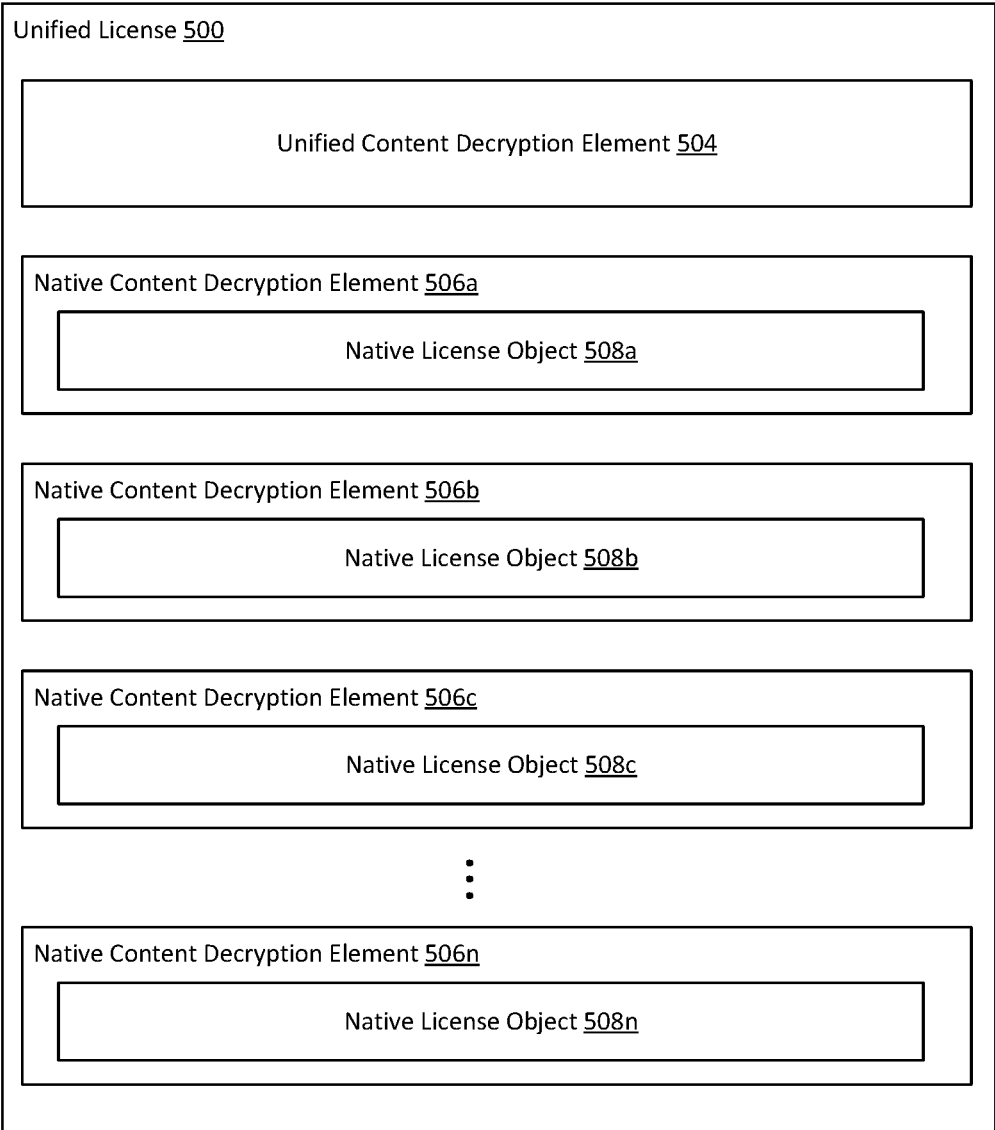 Unified License 500
Unified Content Decryption Element 504
Native Content Decryption Element 506a
Native License Object 508a
Native Content Decryption Element 506b
Native License Object 508b
Native Content Decryption Element 506c
Native License Object 508c
Native Content Decryption Element 506n
Native License Object 508n